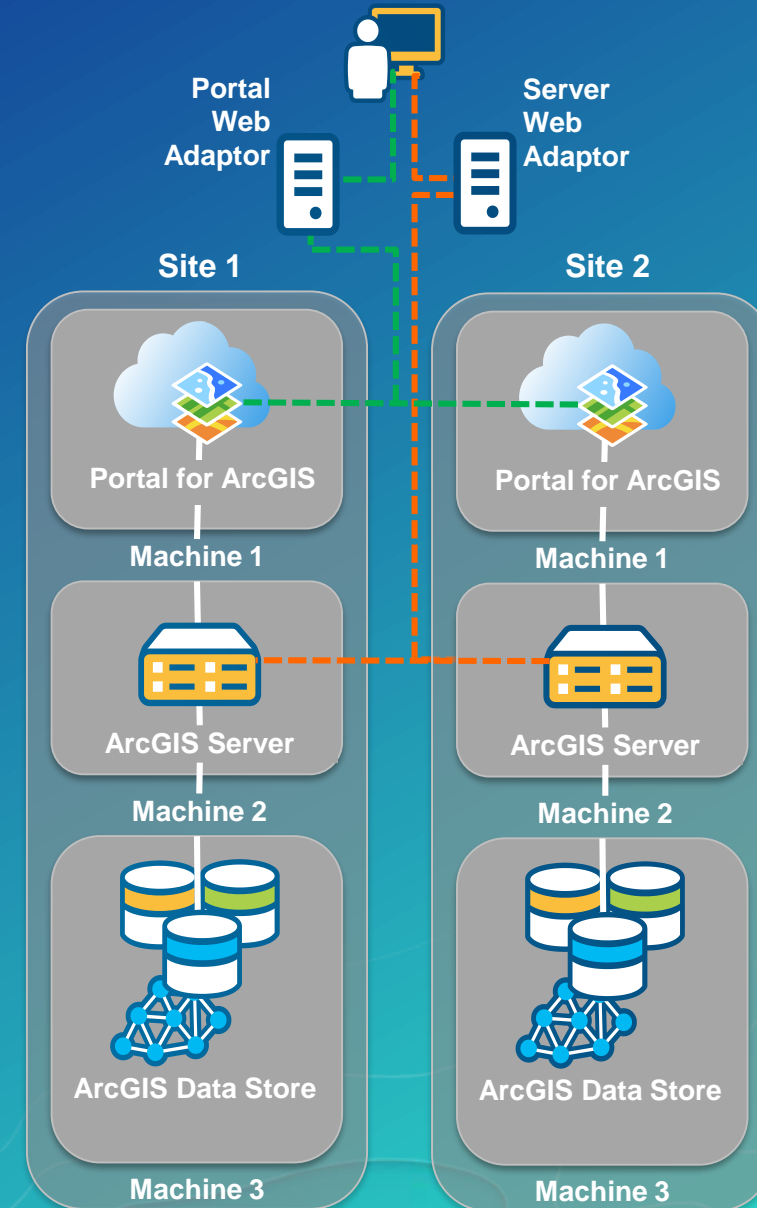 Portal
Web
Adaptor
Server
Web
Adaptor
Site 1
Site 2
Portal for ArcGIS
Portal for ArcGIS
Machine 1
Machine 1
ArcGIS Server
ArcGIS Server
Machine 2
Machine 2
ArcGIS Data Store
ArcGIS Data Store
Machine 3
Machine 3